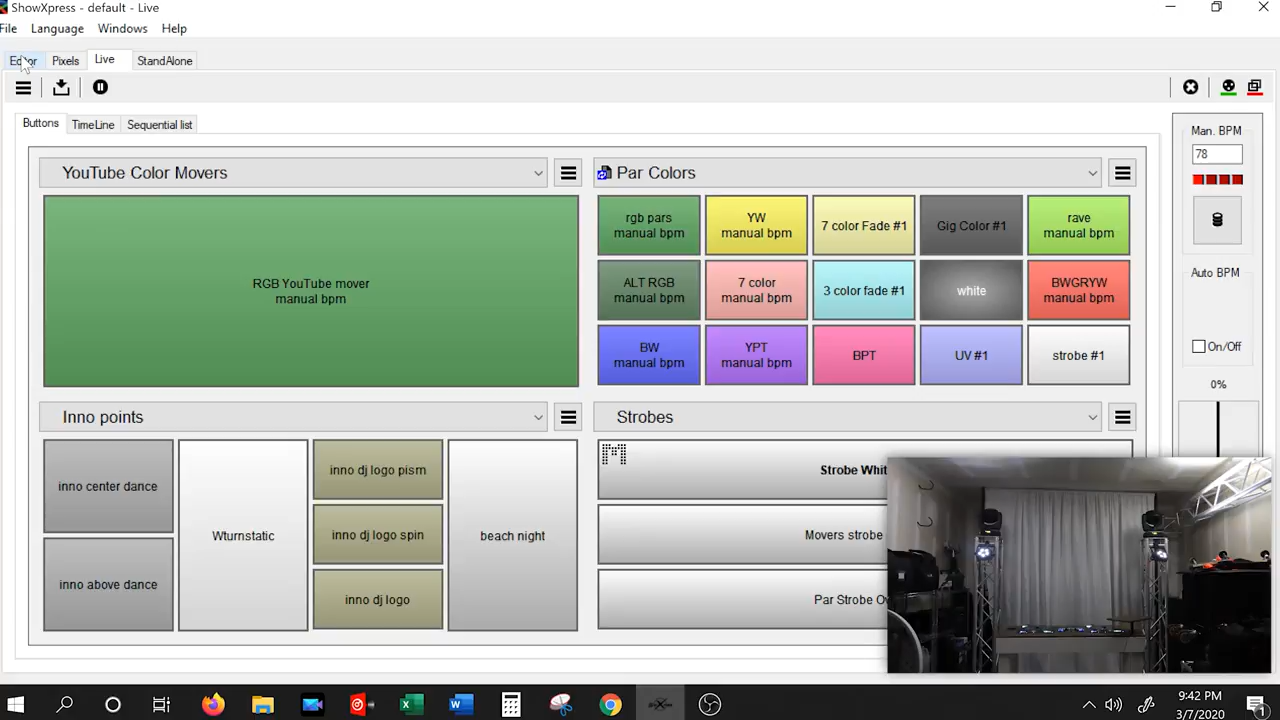 ShowXpress - default - Live
File Language Windows Help
Editor Pixels Live StandAlone
Buttons TimeLine Sequential list
Man. BPM
78
YouTube Color Movers
Par Colors
RGB YouTube mover
manual bpm
rgb pars
manual bpm
YW
manual bpm
7 color Fade #1
Gig Color #1
rave
manual bpm
ALT RGB
manual bpm
7 color
manual bpm
3 color fade #1
white
BWGRYW
manual bpm
BW
manual bpm
YPT
manual bpm
BPT
UV #1
strobe #1
Auto BPM
On/Off
0%
Inno points
Strobes
inno center dance
inno above dance
Wturnstatic
inno dj logo pism
inno dj logo spin
inno dj logo
beach night
M
Strobe Whit
Movers strobe
Par Strobe O
9:42 PM
3/7/2020
1